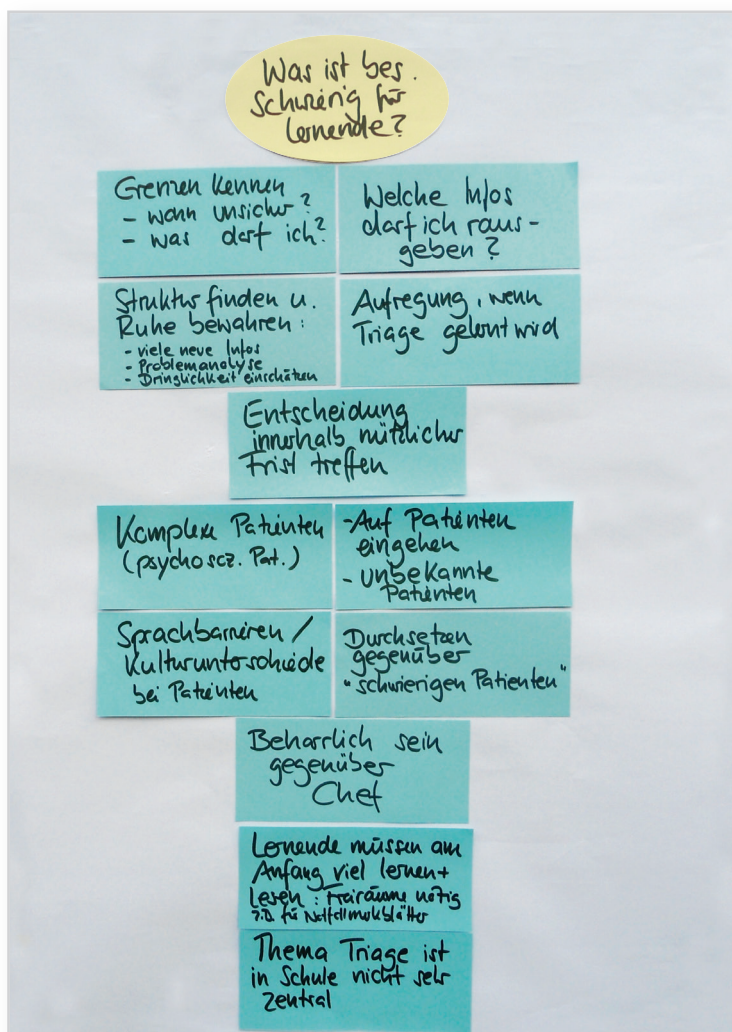 Was ist bes.
schwierig für
Lernende?
Grenzen kennen
- wann unsicher?
- was darf ich?
Welche Infos
darf ich raus-
geben?
Struktur finden u.
Ruhe bewahren:
- viele neue Infos
- Problemanalyse
- Dringlichkeit einschätzen
Aufregung, wenn
Triage gelernt wird
Entscheidung
innerhalb nützlicher
Frist treffen
Komplexe Patienten
(psychosoz. Pat.)
- Auf Patienten
eingehen
- unbekannte
Patienten
Sprachbarrieren /
Kulturunterschiede
bei Patienten
Durchsetzen
gegenüber
"schwierigen Patienten"
Beharrlich sein
gegenüber
Chef
Lernende müssen am
Anfang viel lernen +
lesen: Freiräume nötig
z.B. für Notfallmerkblätter
Thema Triage ist
in Schule nicht sehr
zentral